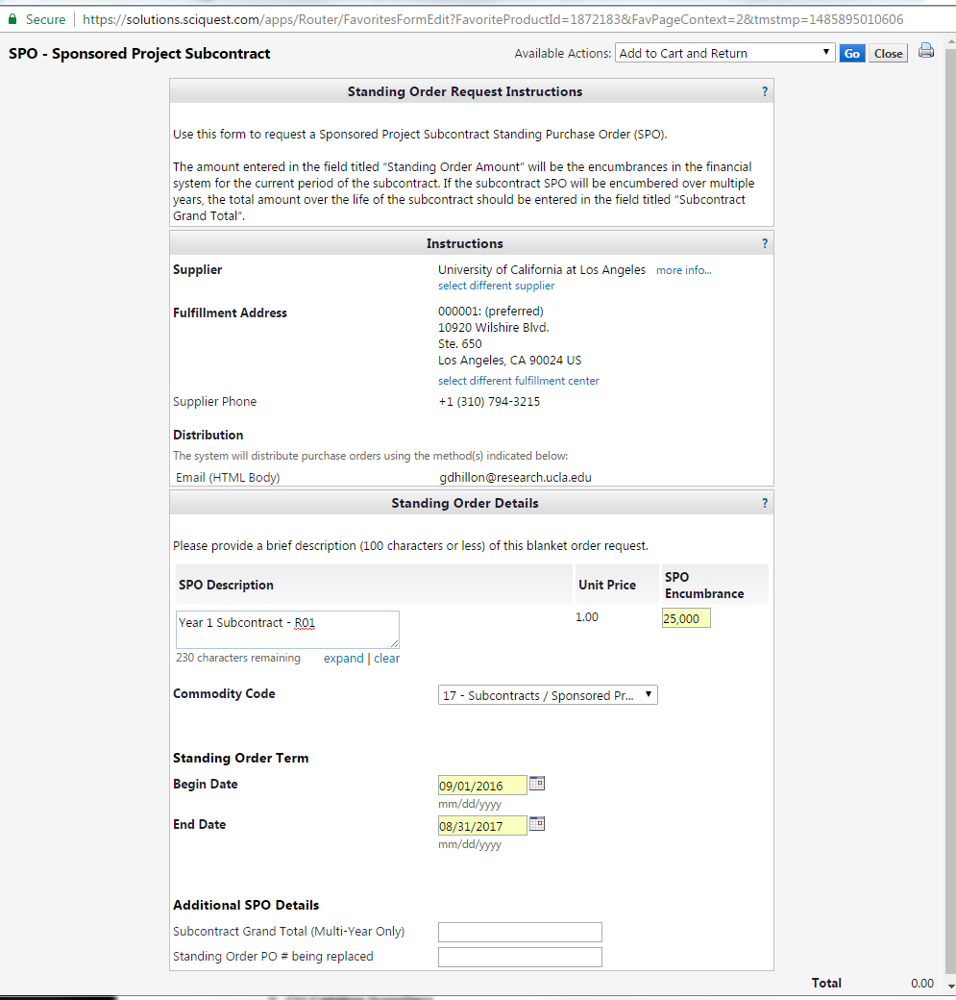 Secure https://solutions.sciquest.com/apps/Router/FavoritesFormEdit?FavoriteProductId=1872183&FavPageContext=2&tmstmp=1485895010606
SPO - Sponsored Project Subcontract Available Actions: Add to Cart and Return Go Close
Standing Order Request Instructions ?
Use this form to request a Sponsored Project Subcontract Standing Purchase Order (SPO).
The amount entered in the field titled "Standing Order Amount" will be the encumbrances in the financial
system for the current period of the subcontract. If the subcontract SPO will be encumbered over multiple
years, the total amount over the life of the subcontract should be entered in the field titled "Subcontract
Grand Total".
Instructions ?
Supplier University of California at Los Angeles more info...
select different supplier
Fulfillment Address 000001: (preferred)
10920 Wilshire Blvd.
Ste. 650
Los Angeles, CA 90024 US
select different fulfillment center
Supplier Phone +1 (310) 794-3215
Distribution
The system will distribute purchase orders using the method(s) indicated below:
Email (HTML Body) gdhillon@research.ucla.edu
Standing Order Details ?
Please provide a brief description (100 characters or less) of this blanket order request.
SPO Description Unit Price SPO Encumbrance
Year 1 Subcontract - R01 1.00 25,000
230 characters remaining expand | clear
Commodity Code 17 - Subcontracts / Sponsored Pr...
Standing Order Term
Begin Date 09/01/2016
mm/dd/yyyy
End Date 08/31/2017
mm/dd/yyyy
Additional SPO Details
Subcontract Grand Total (Multi-Year Only)
Standing Order PO # being replaced
Total 0.00